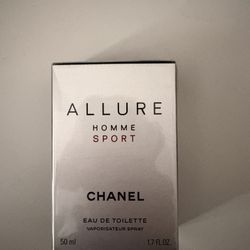 ALLURE
HOMME
SPORT
CHANEL
EAU DE TOILETTE
VAPORISATEUR SPRAY
50 ml 1.7 FL. OZ.